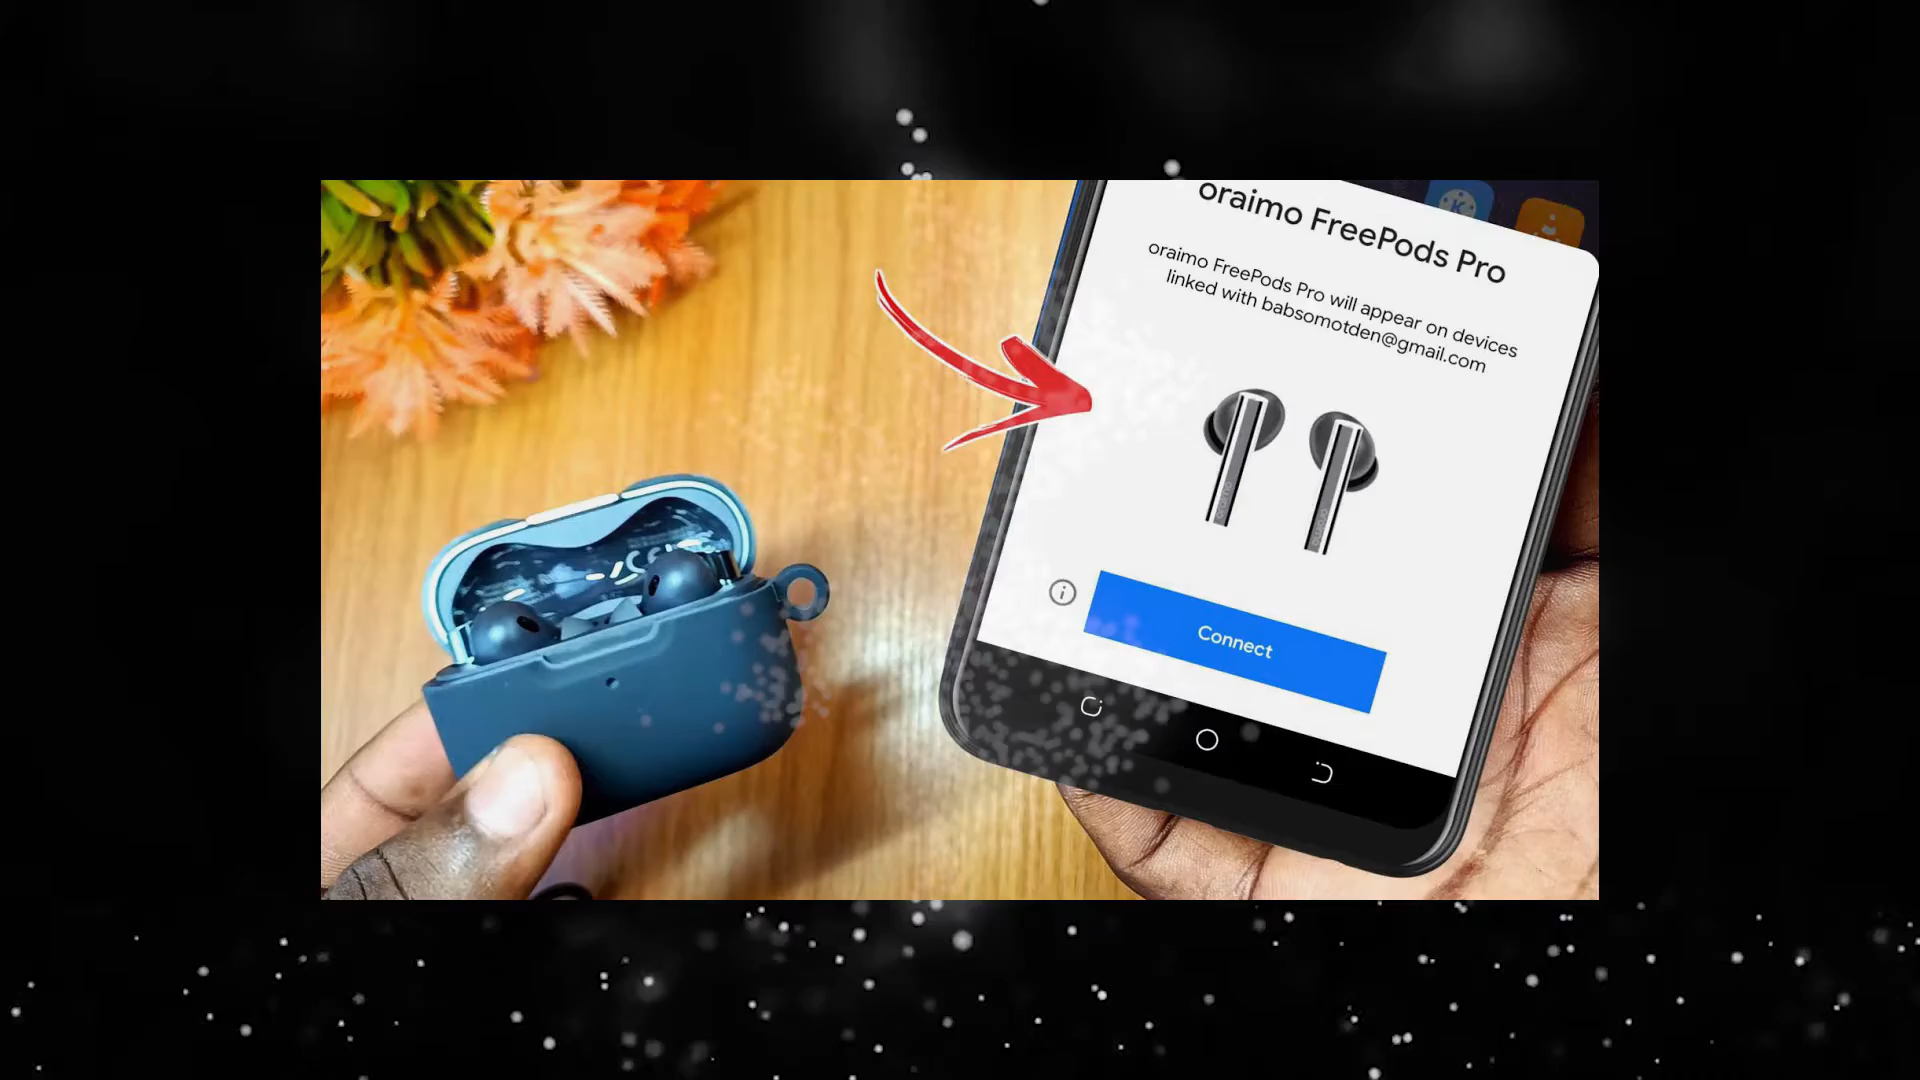 oraimo FreePods Pro
oraimo FreePods Pro will appear on devices
linked with babsomotden@gmail.com
Connect